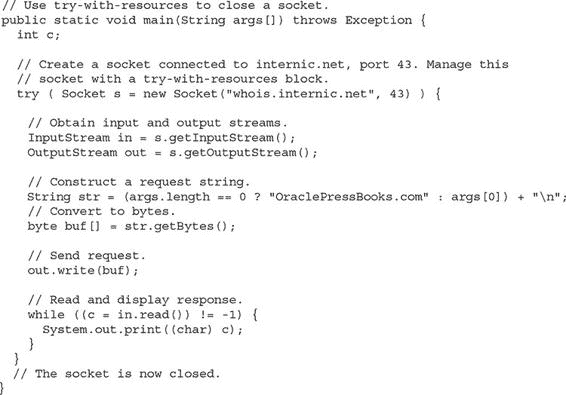 // Use try-with-resources to close a socket.
public static void main(String args[]) throws Exception {
  int c;

  // Create a socket connected to internic.net, port 43. Manage this
  // socket with a try-with-resources block.
  try ( Socket s = new Socket("whois.internic.net", 43) ) {

    // Obtain input and output streams.
    InputStream in = s.getInputStream();
    OutputStream out = s.getOutputStream();

    // Construct a request string.
    String str = (args.length == 0 ? "OraclePressBooks.com" : args[0]) + "\n";
    // Convert to bytes.
    byte buf[] = str.getBytes();

    // Send request.
    out.write(buf);

    // Read and display response.
    while ((c = in.read()) != -1) {
      System.out.print((char) c);
    }
  }
  // The socket is now closed.
}